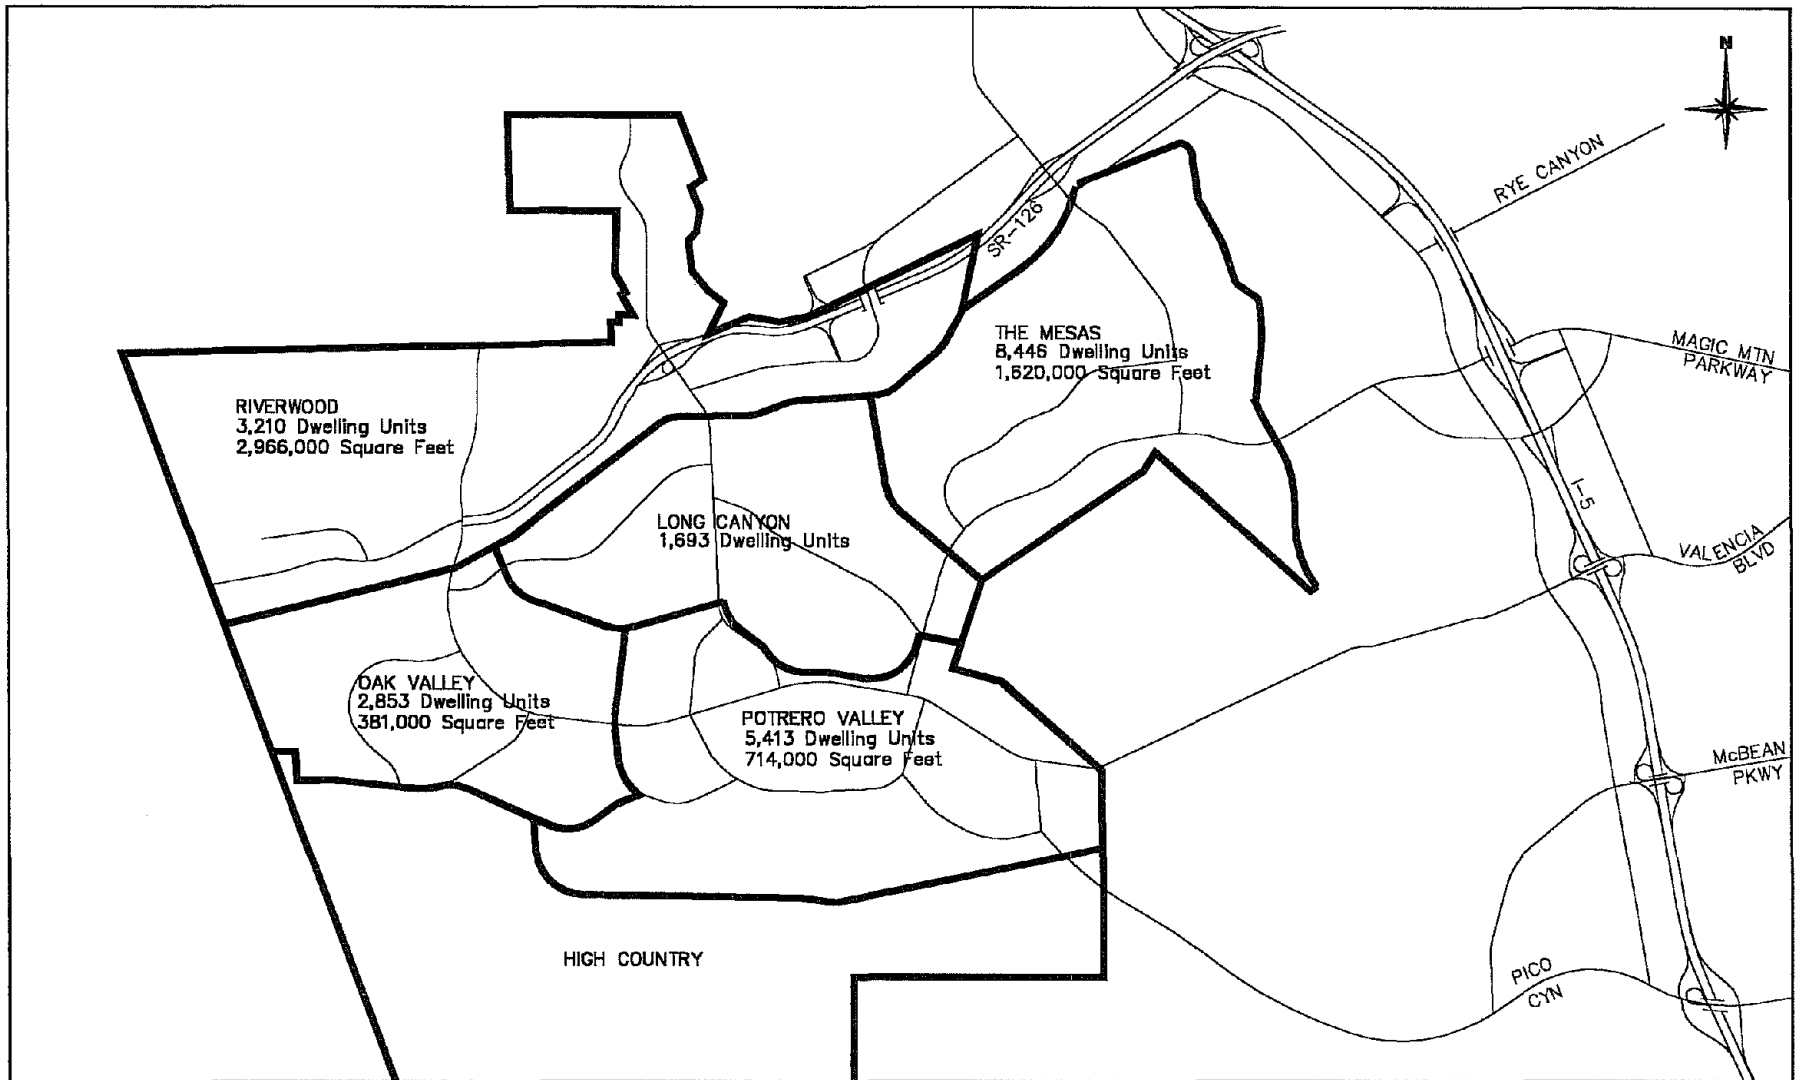 N
RYE CANYON
SR-126
THE MESAS
8,446 Dwelling Units
1,620,000 Square Feet
MAGIC MTN
PARKWAY
RIVERWOOD
3,210 Dwelling Units
2,966,000 Square Feet
I-5
LONG CANYON
1,693 Dwelling Units
VALENCIA
BLVD
OAK VALLEY
2,853 Dwelling Units
381,000 Square Feet
POTRERO VALLEY
5,413 Dwelling Units
714,000 Square Feet
McBEAN
PKWY
HIGH COUNTRY
PICO
CYN